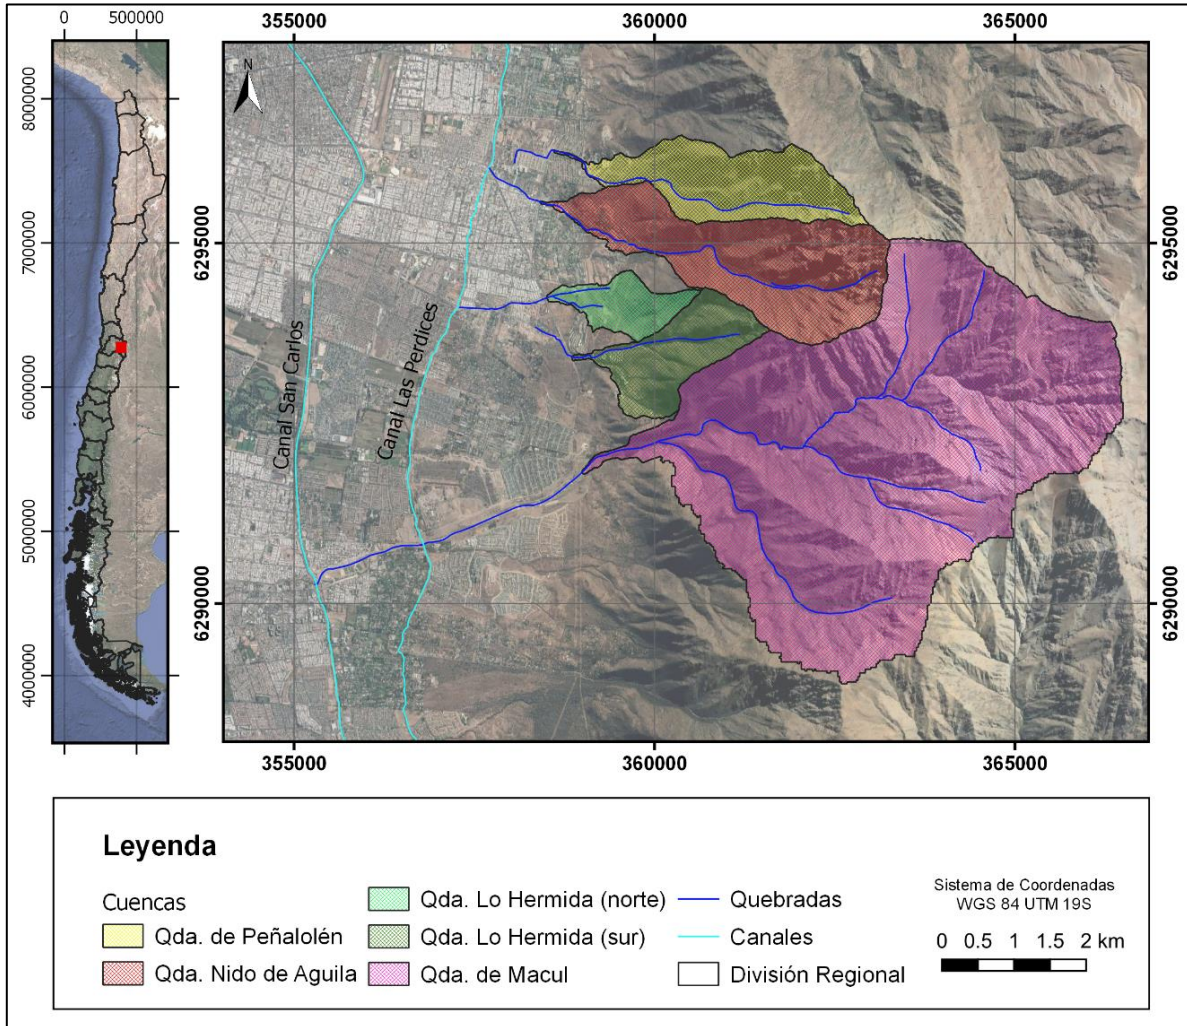 0 500000
8000000
7000000
6000000
5000000
4000000
355000 360000 365000
N
6295000
6290000
6295000
6290000
Canal San Carlos
Canal Las Perdices
355000 360000 365000
Leyenda
Cuencas
Qda. de Peñalolén
Qda. Nido de Aguila
Qda. Lo Hermida (norte)
Qda. Lo Hermida (sur)
Qda. de Macul
Quebradas
Canales
División Regional
Sistema de Coordenadas
WGS 84 UTM 19S
0 0.5 1 1.5 2 km